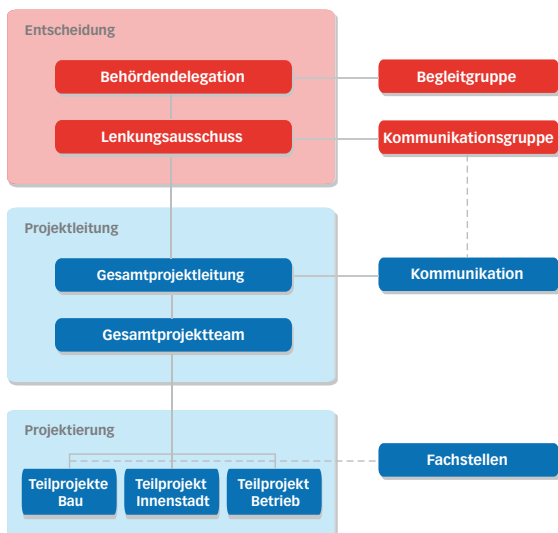 Entscheidung
Behördendelegation
Begleitgruppe
Lenkungsausschuss
Kommunikationsgruppe
Projektleitung
Gesamtprojektleitung
Kommunikation
Gesamtprojektteam
Projektierung
Fachstellen
Teilprojekte
Bau
Teilprojekt
Innenstadt
Teilprojekt
Betrieb